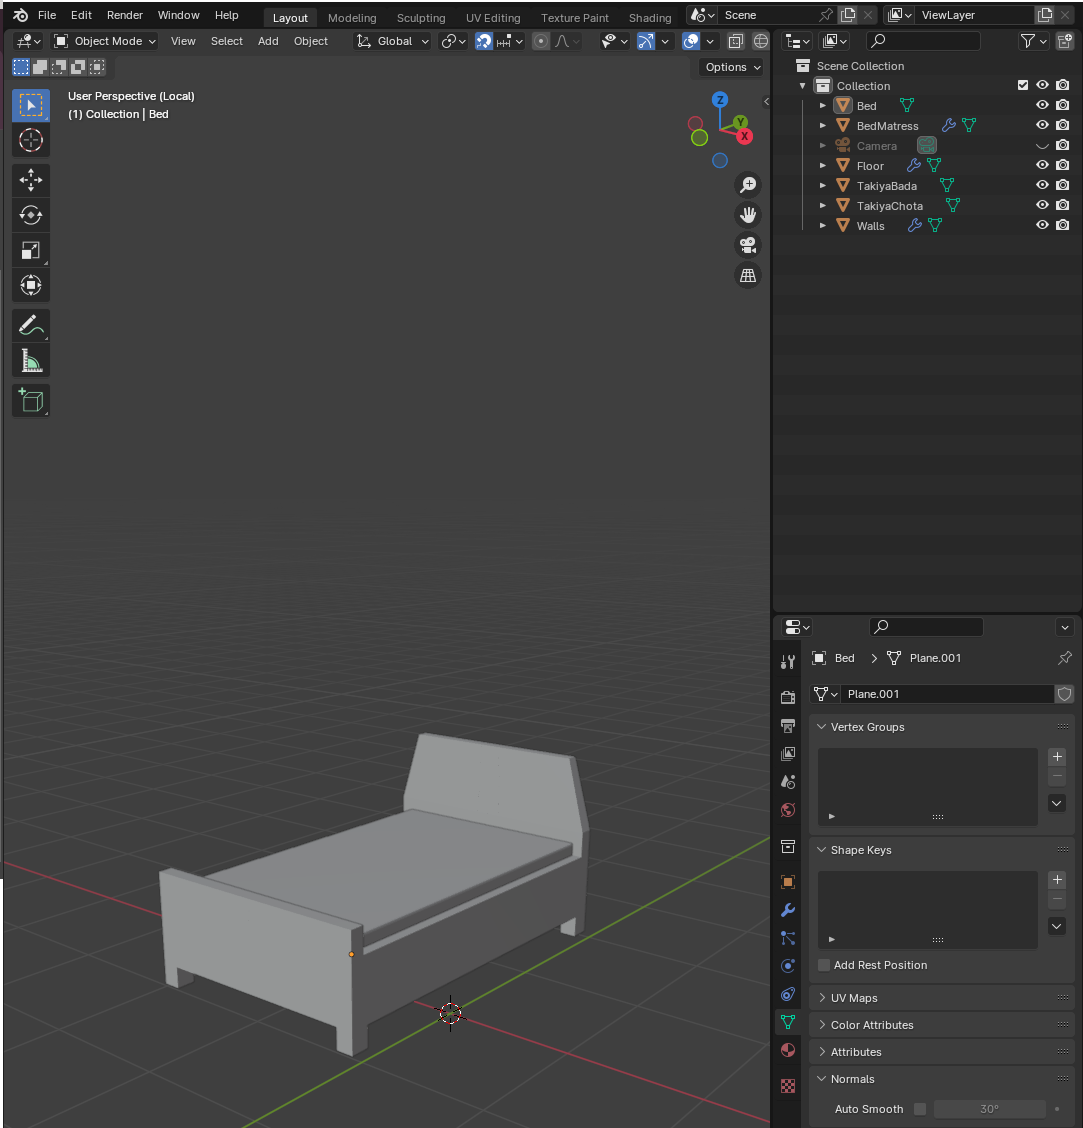 File Edit Render Window Help Layout Modeling Sculpting UV Editing Texture Paint Shading Scene ViewLayer
Object Mode View Select Add Object Global
Options
User Perspective (Local)
(1) Collection | Bed
Z
Y
X
Scene Collection
Collection
Bed
BedMatress
Camera
Floor
TakiyaBada
TakiyaChota
Walls
Bed Plane.001
Plane.001
Vertex Groups
Shape Keys
Add Rest Position
UV Maps
Color Attributes
Attributes
Normals
Auto Smooth 30°